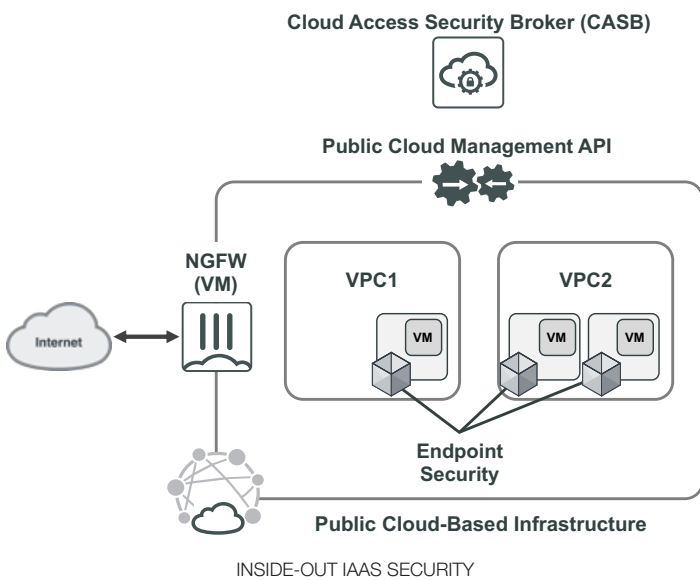 Cloud Access Security Broker (CASB)
Public Cloud Management API
NGFW
(VM)
VPC1
VPC2
Internet
VM
VM
VM
Endpoint
Security
Public Cloud-Based Infrastructure
INSIDE-OUT IAAS SECURITY